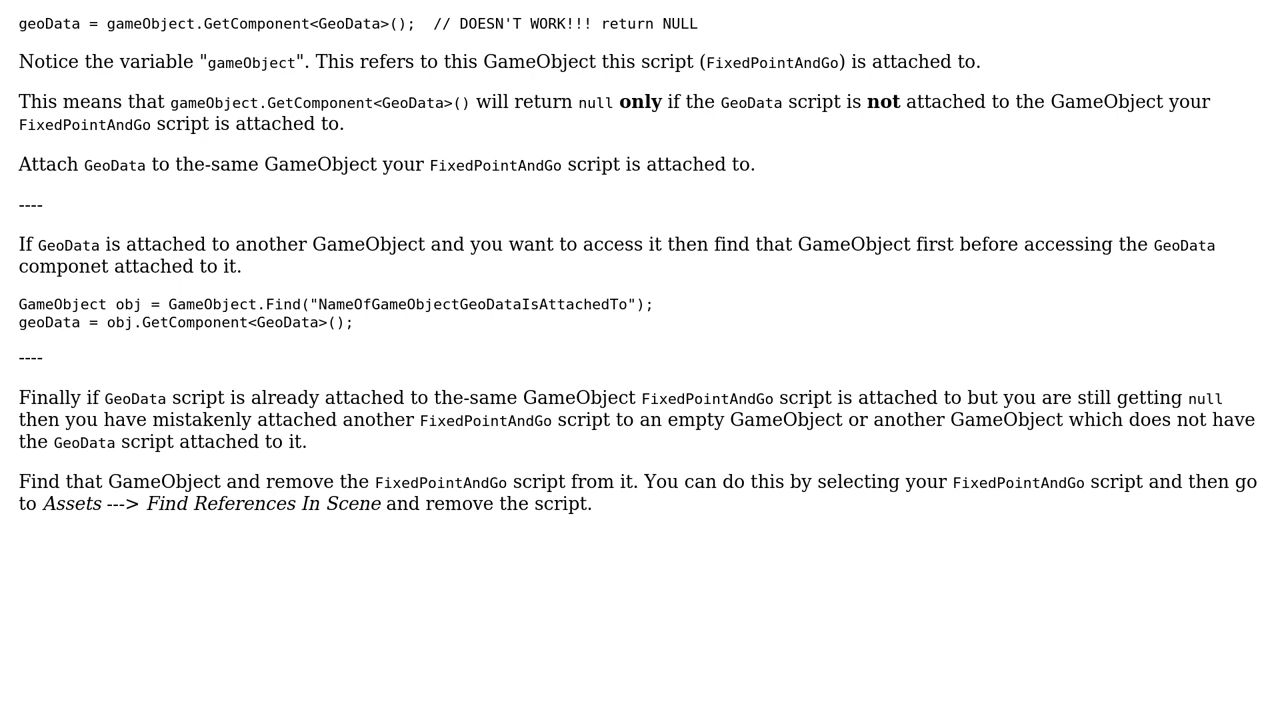 geoData = gameObject.GetComponent<GeoData>();  // DOESN'T WORK!!! return NULL
Notice the variable "gameObject". This refers to this GameObject this script (FixedPointAndGo) is attached to.
This means that gameObject.GetComponent<GeoData>() will return null only if the GeoData script is not attached to the GameObject your
FixedPointAndGo script is attached to.
Attach GeoData to the-same GameObject your FixedPointAndGo script is attached to.
----
If GeoData is attached to another GameObject and you want to access it then find that GameObject first before accessing the GeoData
componet attached to it.
GameObject obj = GameObject.Find("NameOfGameObjectGeoDataIsAttachedTo");
geoData = obj.GetComponent<GeoData>();
----
Finally if GeoData script is already attached to the-same GameObject FixedPointAndGo script is attached to but you are still getting null
then you have mistakenly attached another FixedPointAndGo script to an empty GameObject or another GameObject which does not have
the GeoData script attached to it.
Find that GameObject and remove the FixedPointAndGo script from it. You can do this by selecting your FixedPointAndGo script and then go
to Assets ---> Find References In Scene and remove the script.